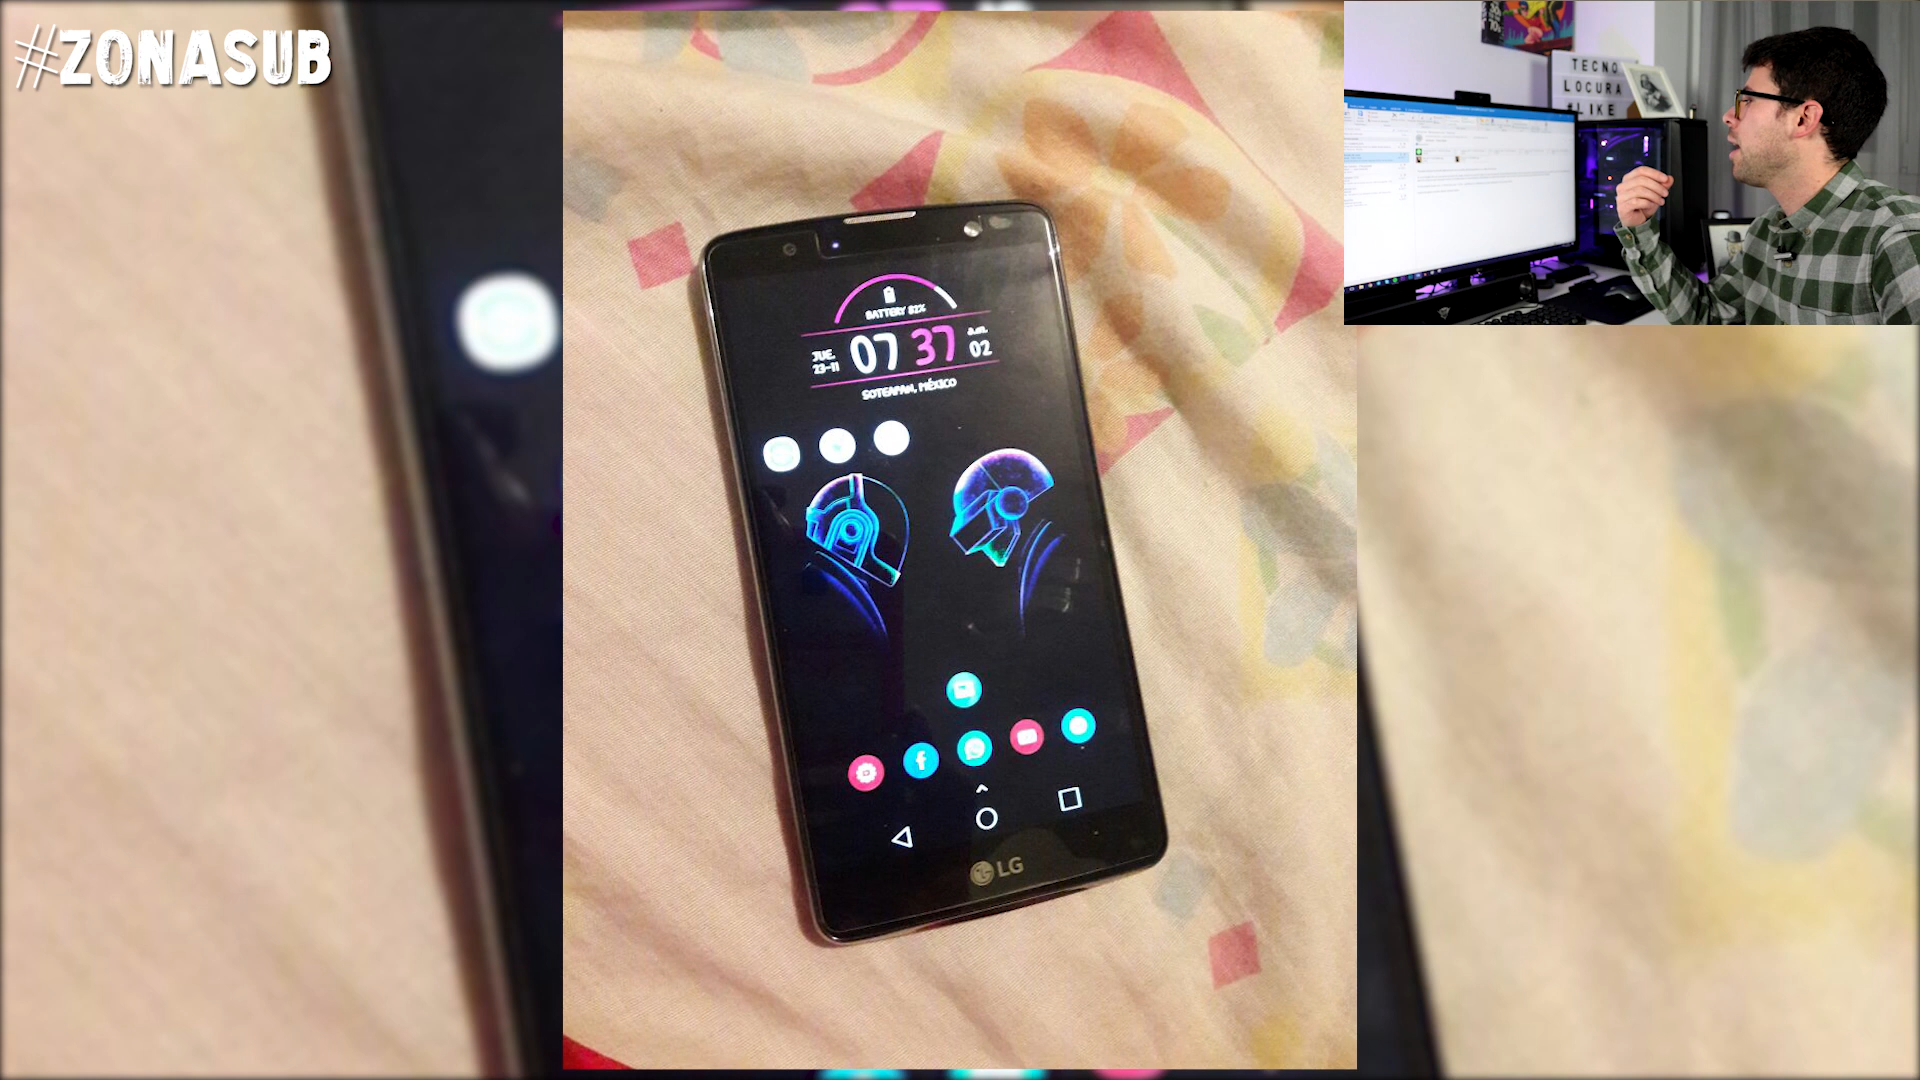 #ZONASUB
TECNO
LOCURA
#LIKE
BATTERY 82%
JUE.
23-11
07 37
a.m.
02
SOTEAPAN, MÉXICO
LG